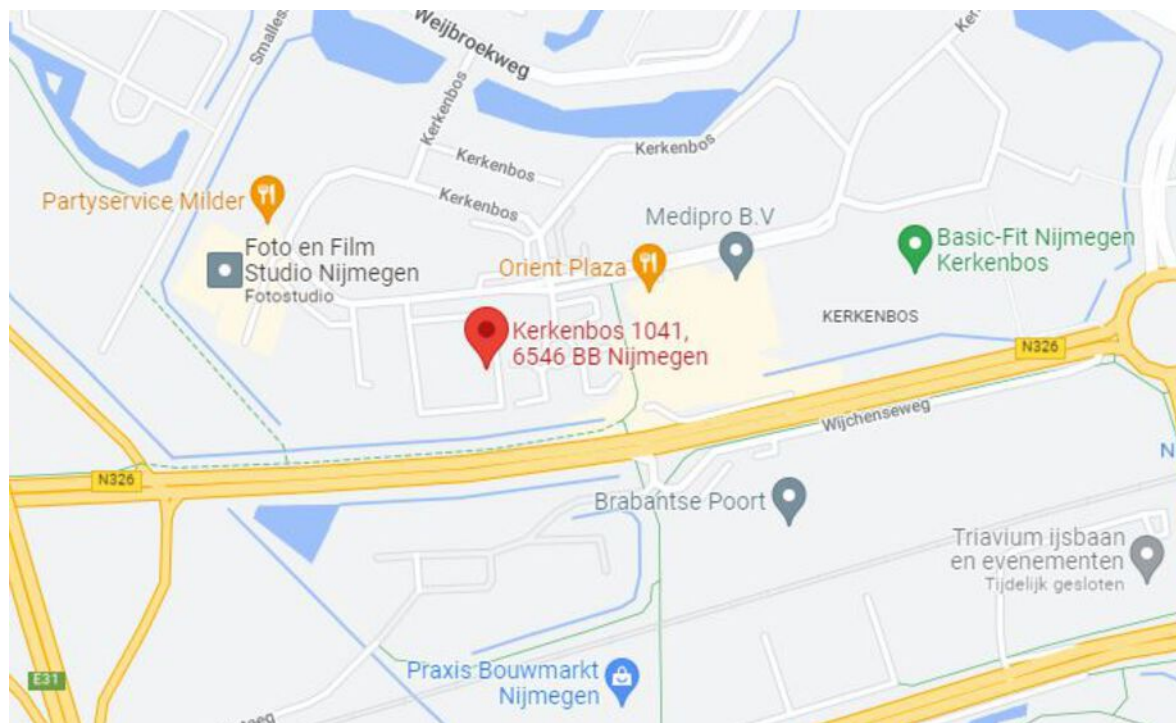 Smalles
Weijbroekweg
Ker
Kerkenbos
Kerkenbos
Kerkenbos
Kerkenbos
Partyservice Milder
Foto en Film
Studio Nijmegen
Fotostudio
Medipro B.V
Orient Plaza
Basic-Fit Nijmegen
Kerkenbos
Kerkenbos 1041,
6546 BB Nijmegen
KERKENBOS
N326
Wijchenseweg
N326
N
Brabantse Poort
Triavium ijsbaan
en evenementen
Tijdelijk gesloten
Praxis Bouwmarkt
Nijmegen
E31